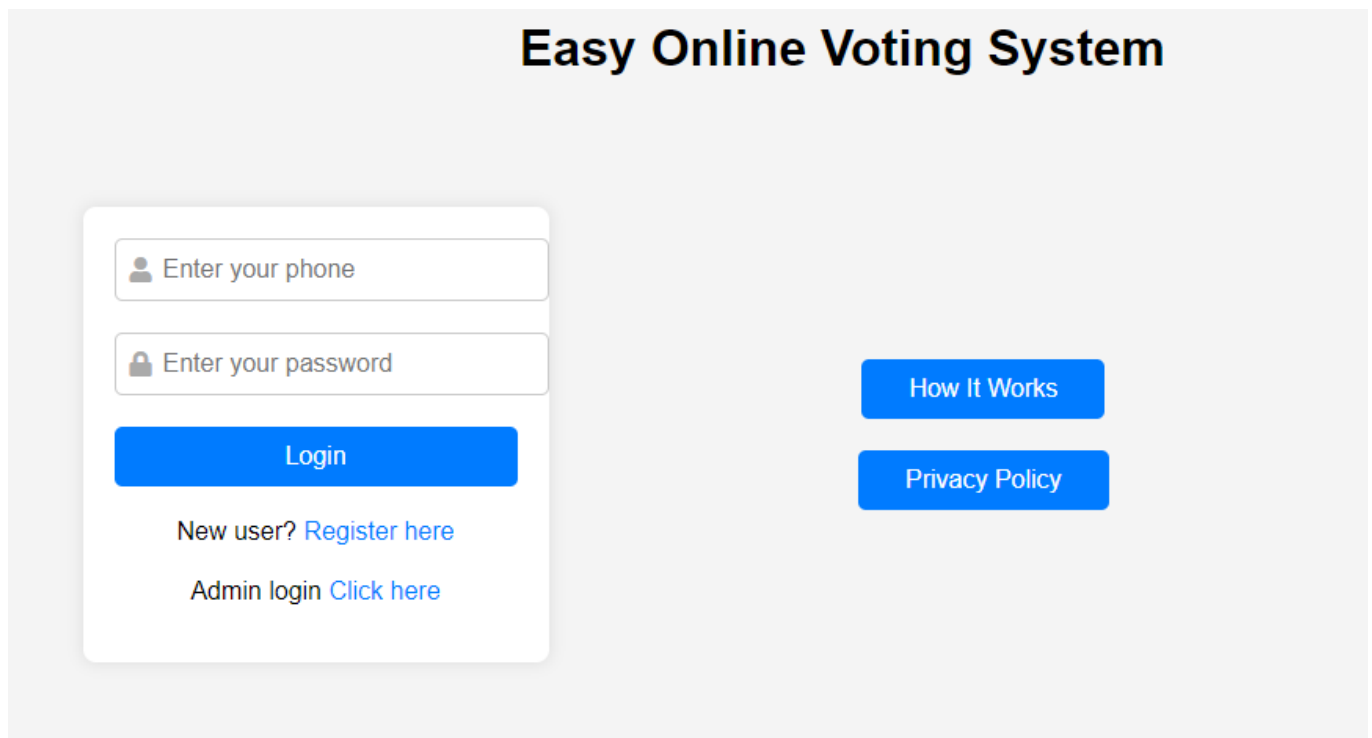 Easy Online Voting System
Enter your phone
Enter your password
Login
New user? Register here
Admin login Click here
How It Works
Privacy Policy